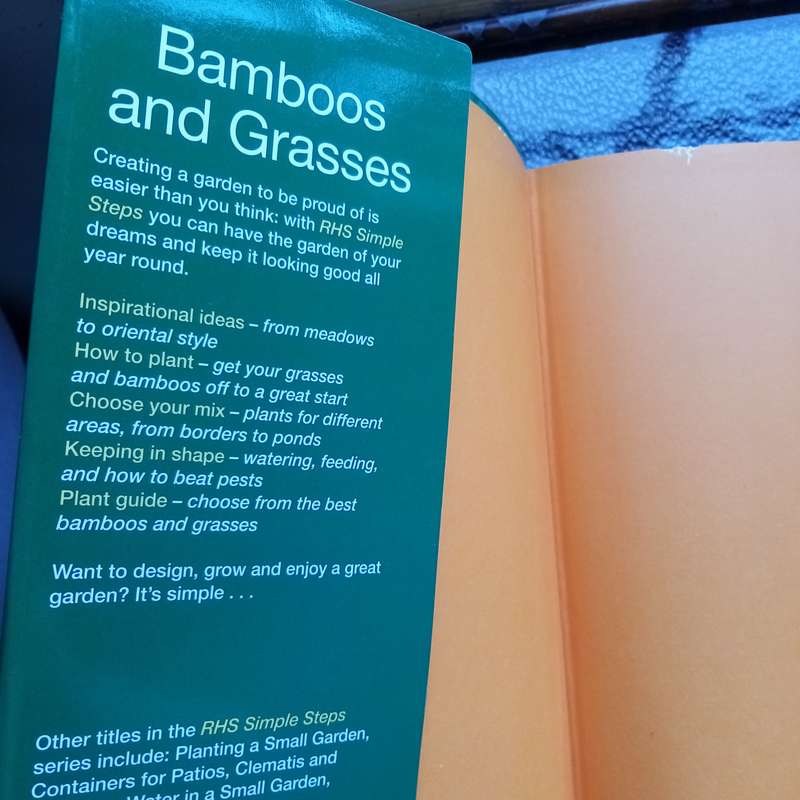 Bamboos
and Grasses
Creating a garden to be proud of is
easier than you think: with RHS Simple
Steps you can have the garden of your
dreams and keep it looking good all
year round.
Inspirational ideas – from meadows
to oriental style
How to plant – get your grasses
and bamboos off to a great start
Choose your mix – plants for different
areas, from borders to ponds
Keeping in shape – watering, feeding,
and how to beat pests
Plant guide – choose from the best
bamboos and grasses
Want to design, grow and enjoy a great
garden? It's simple . . .
Other titles in the RHS Simple Steps
series include: Planting a Small Garden,
Containers for Patios, Clematis and
Water in a Small Garden,